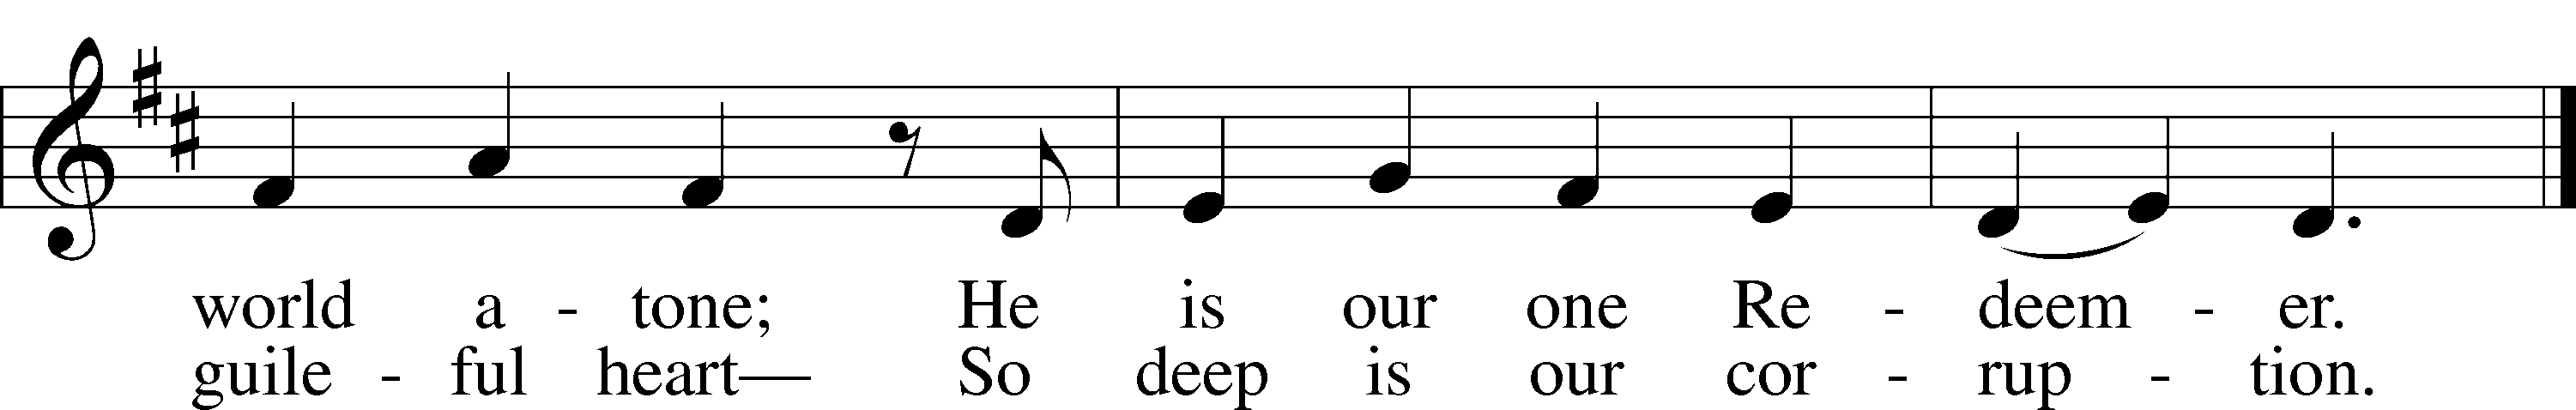 world a - tone; He is our one Re - deem - er.
guile - ful heart— So deep is our cor - rup - tion.